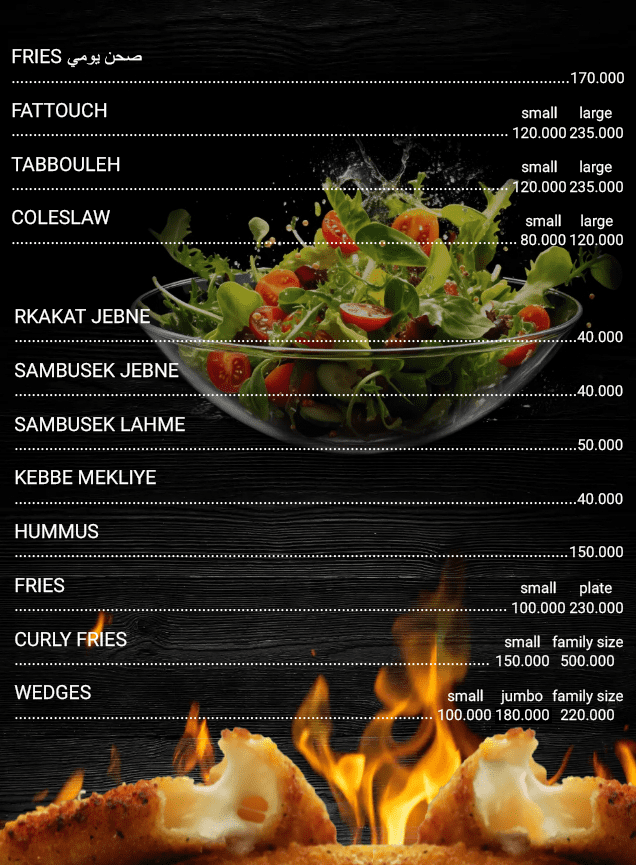 FRIES صحن يومي
170.000
FATTOUCH small large
120.000 235.000
TABBOULEH small large
120.000 235.000
COLESLAW small large
80.000 120.000
RKAKAT JEBNE
40.000
SAMBUSEK JEBNE
40.000
SAMBUSEK LAHME
50.000
KEBBE MEKLIYE
40.000
HUMMUS
150.000
FRIES small plate
100.000 230.000
CURLY FRIES small family size
150.000 500.000
WEDGES small jumbo family size
100.000 180.000 220.000